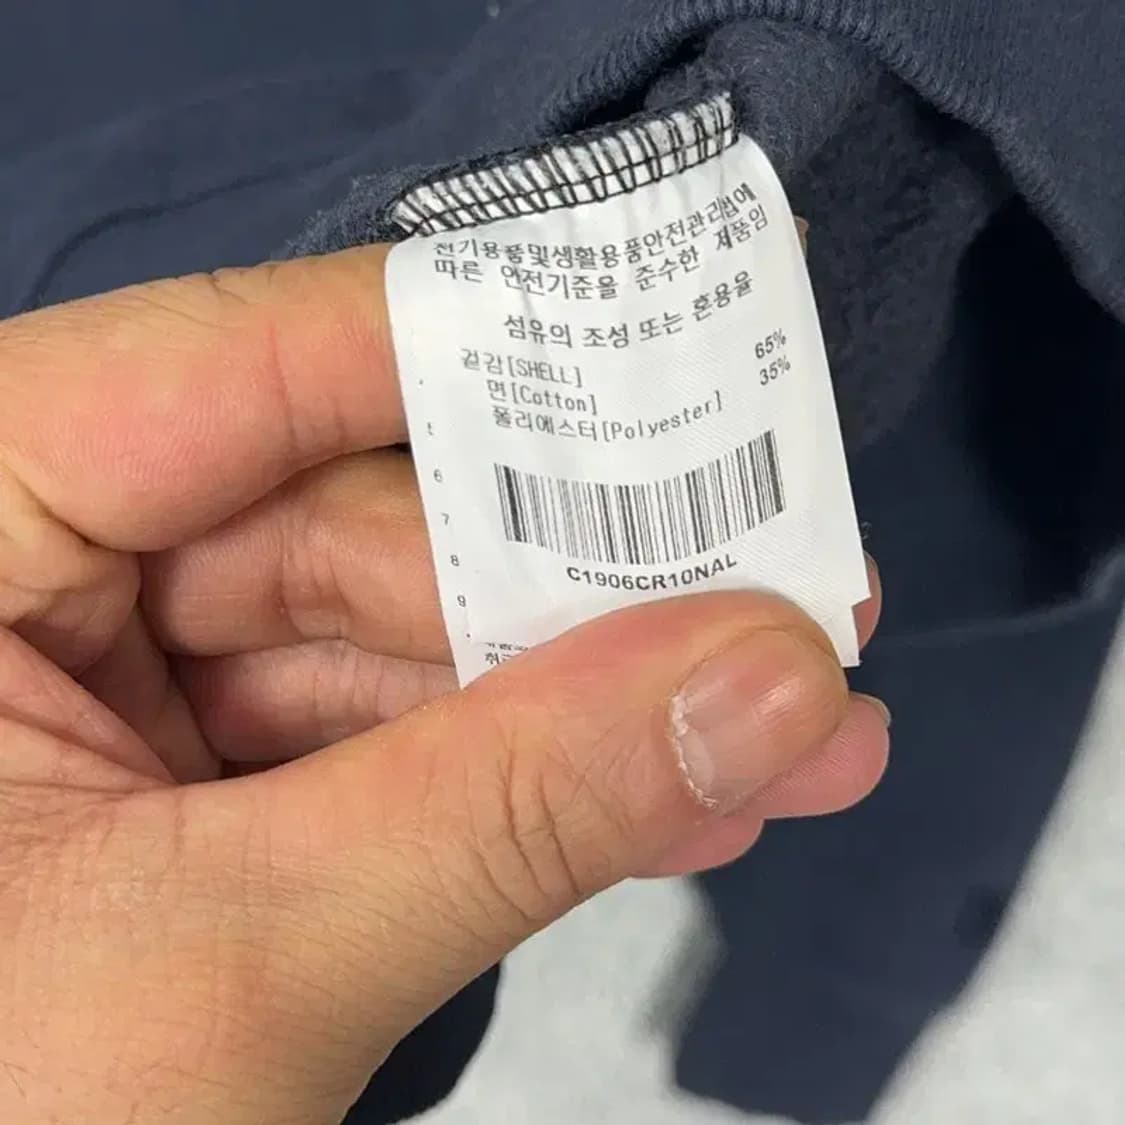 전기용품및생활용품안전관리법에
따른 안전기준을 준수한 제품임
섬유의 조성 또는 혼용율
겉감[SHELL]
면[Cotton] 65%
폴리에스터[Polyester] 35%
C1906CR10NAL
6
7
8
9